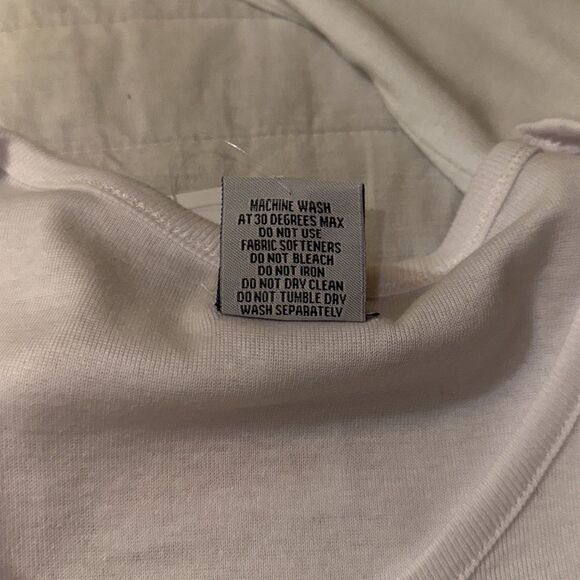 MACHINE WASH
AT 30 DEGREES MAX
DO NOT USE
FABRIC SOFTENERS
DO NOT BLEACH
DO NOT IRON
DO NOT DRY CLEAN
DO NOT TUMBLE DRY
WASH SEPARATELY